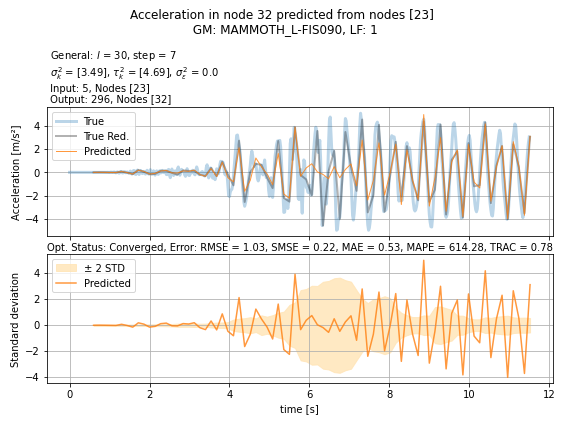 Acceleration in node 32 predicted from nodes [23]
GM: MAMMOTH_L-FIS090, LF: 1
General: l = 30, step = 7
σ²ₖ = [3.49], τ²ₖ = [4.69], σ²ε = 0.0
Input: 5, Nodes [23]
Output: 296, Nodes [32]
Acceleration [m/s²]
4
2
0
−2
−4
True
True Red.
Predicted
Opt. Status: Converged, Error: RMSE = 1.03, SMSE = 0.22, MAE = 0.53, MAPE = 614.28, TRAC = 0.78
Standard deviation
4
2
0
−2
−4
± 2 STD
Predicted
0 2 4 6 8 10 12
time [s]